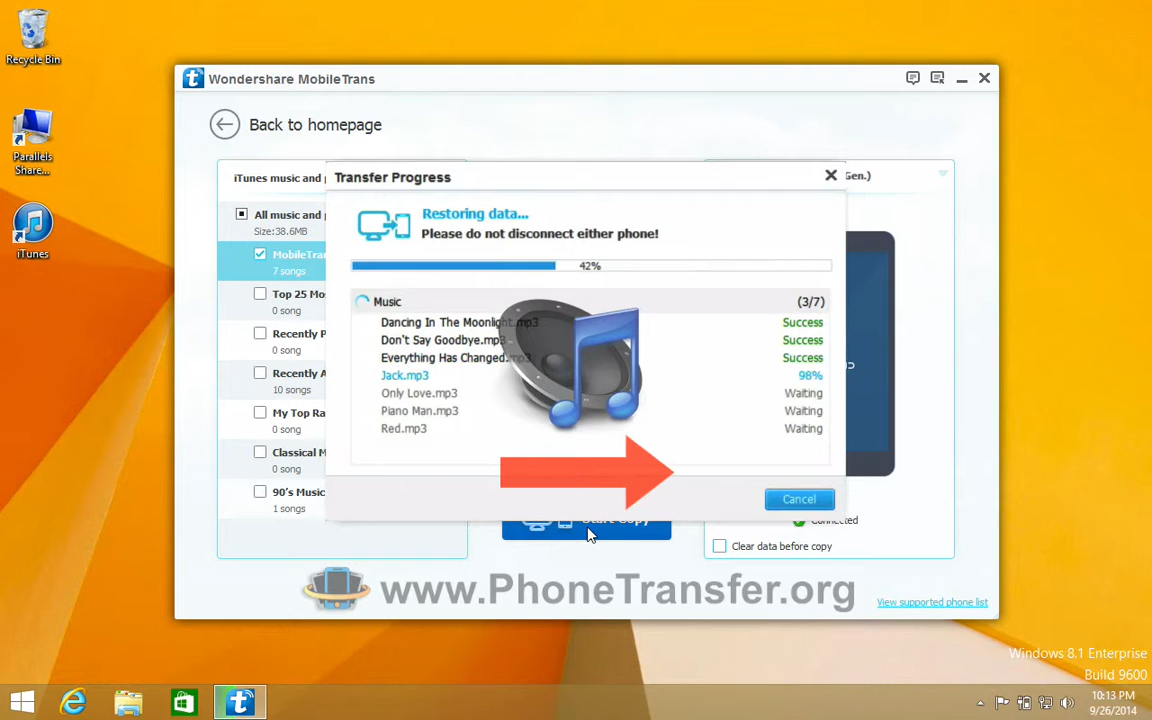 Recycle Bin
Parallels
Share...
iTunes
Wondershare MobileTrans
Back to homepage
iTunes music and
Gen.)
All music and
Size:38.6MB
MobileTra
7 songs
Top 25 Mo
0 song
Recently P
0 song
Recently A
10 songs
My Top Ra
0 song
Classical M
0 song
90's Music
1 songs
Transfer Progress
Restoring data...
Please do not disconnect either phone!
42%
Music (3/7)
Dancing In The Moonlight.mp3 Success
Don't Say Goodbye.mp3 Success
Everything Has Changed.mp3 Success
Jack.mp3 98%
Only Love.mp3 Waiting
Piano Man.mp3 Waiting
Red.mp3 Waiting
Cancel
Start Copy
Connected
Clear data before copy
www.PhoneTransfer.org
View supported phone list
Windows 8.1 Enterprise
Build 9600
10:13 PM
9/26/2014